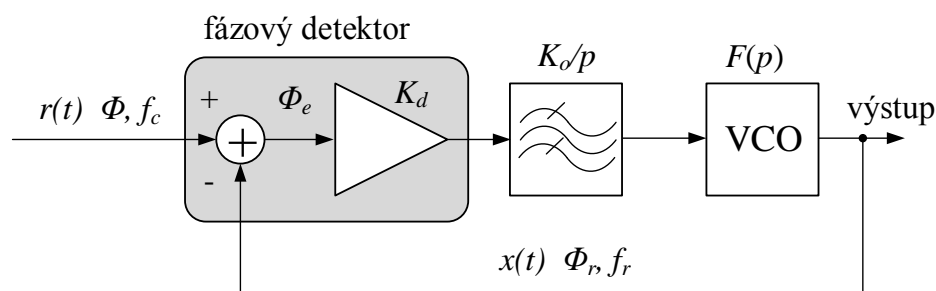 fázový detektor
K_o/p
F(p)
r(t) Φ, f_c
+
Φ_e
K_d
výstup
+
VCO
-
x(t) Φ_r, f_r